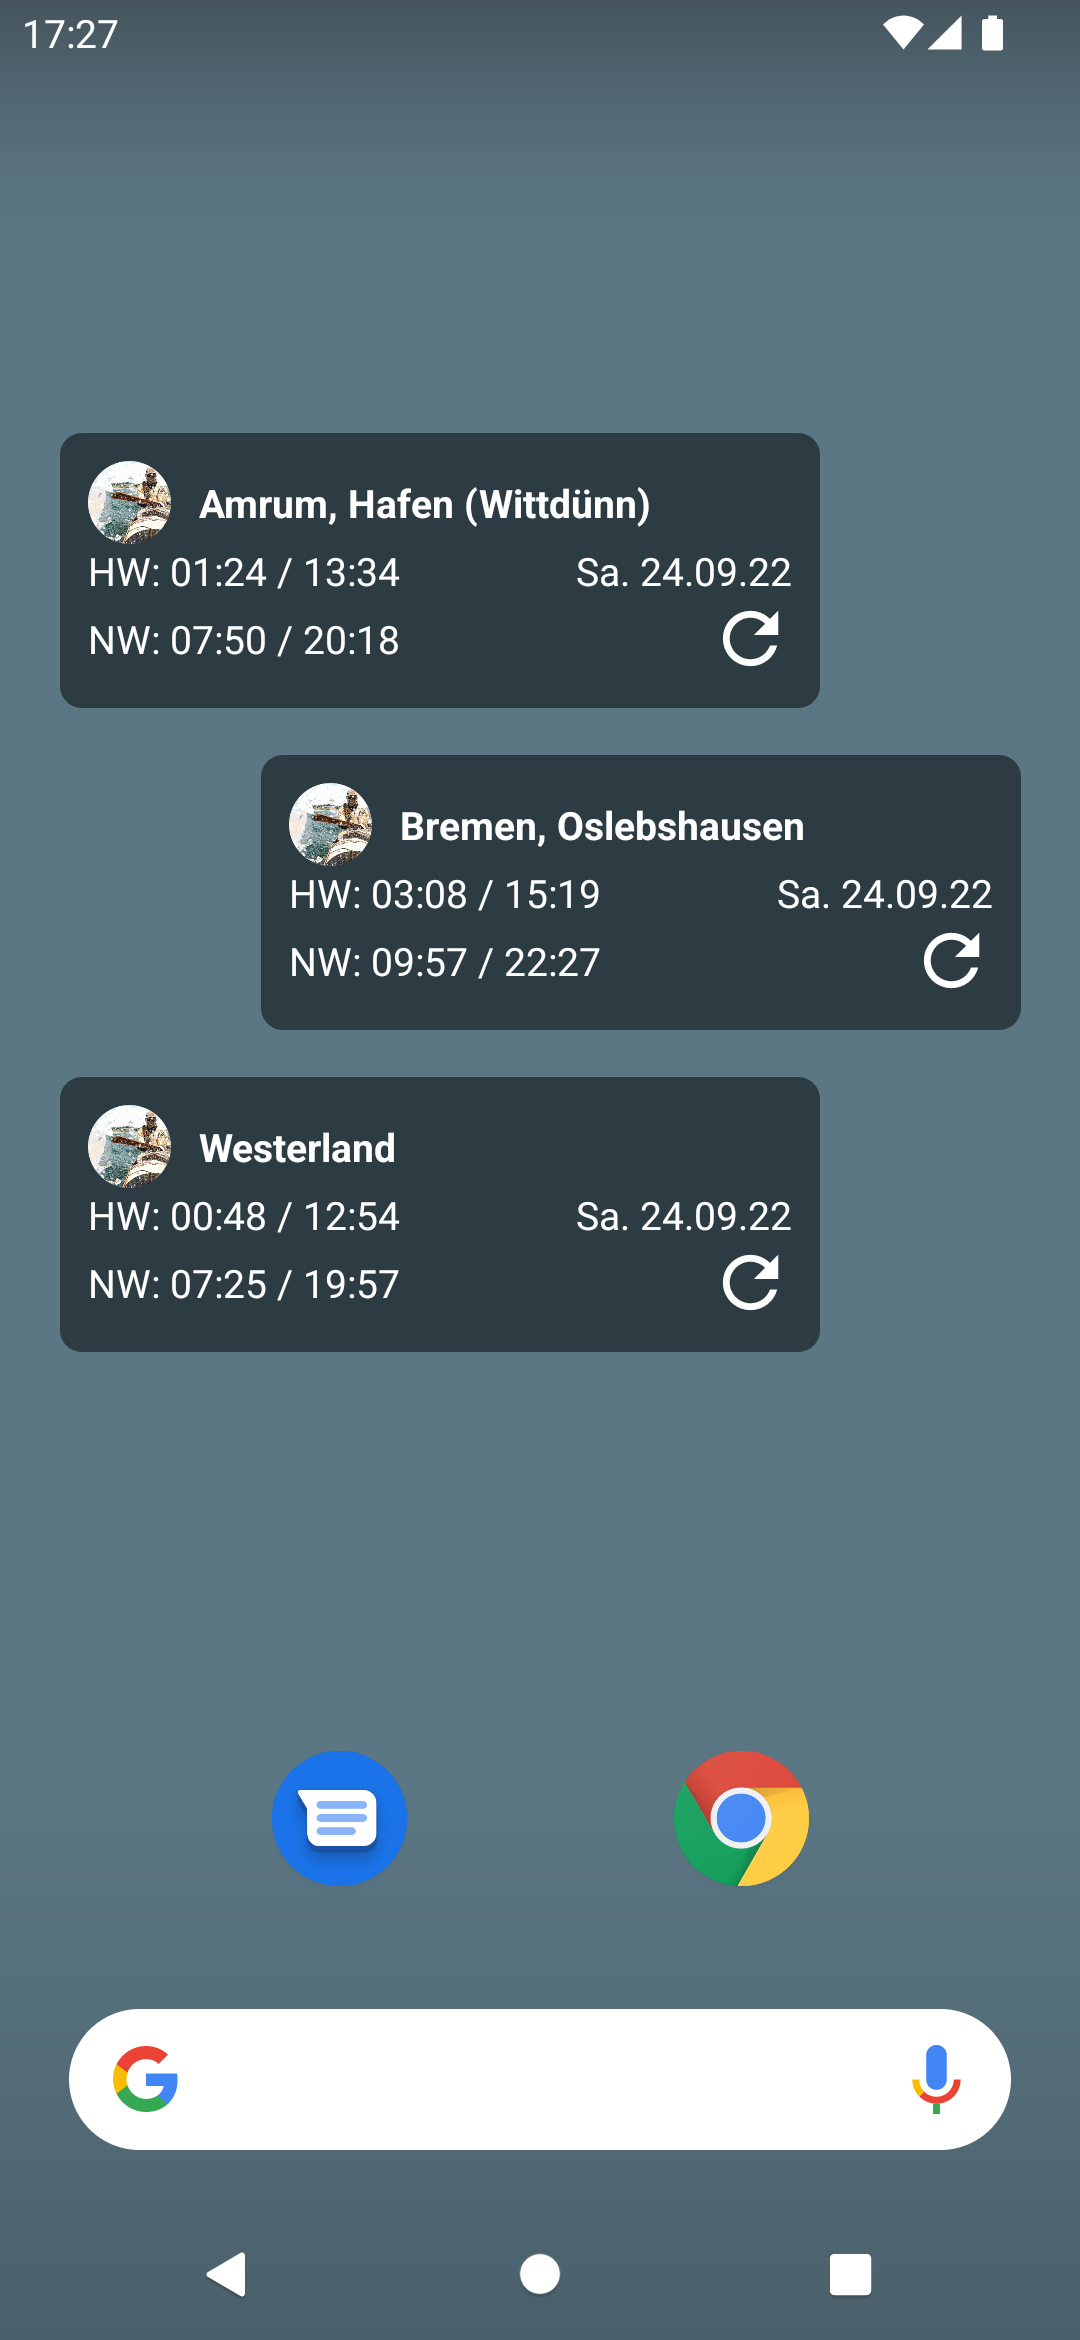 17:27
Amrum, Hafen (Wittdünn)
HW: 01:24 / 13:34 Sa. 24.09.22
NW: 07:50 / 20:18
Bremen, Oslebshausen
HW: 03:08 / 15:19 Sa. 24.09.22
NW: 09:57 / 22:27
Westerland
HW: 00:48 / 12:54 Sa. 24.09.22
NW: 07:25 / 19:57